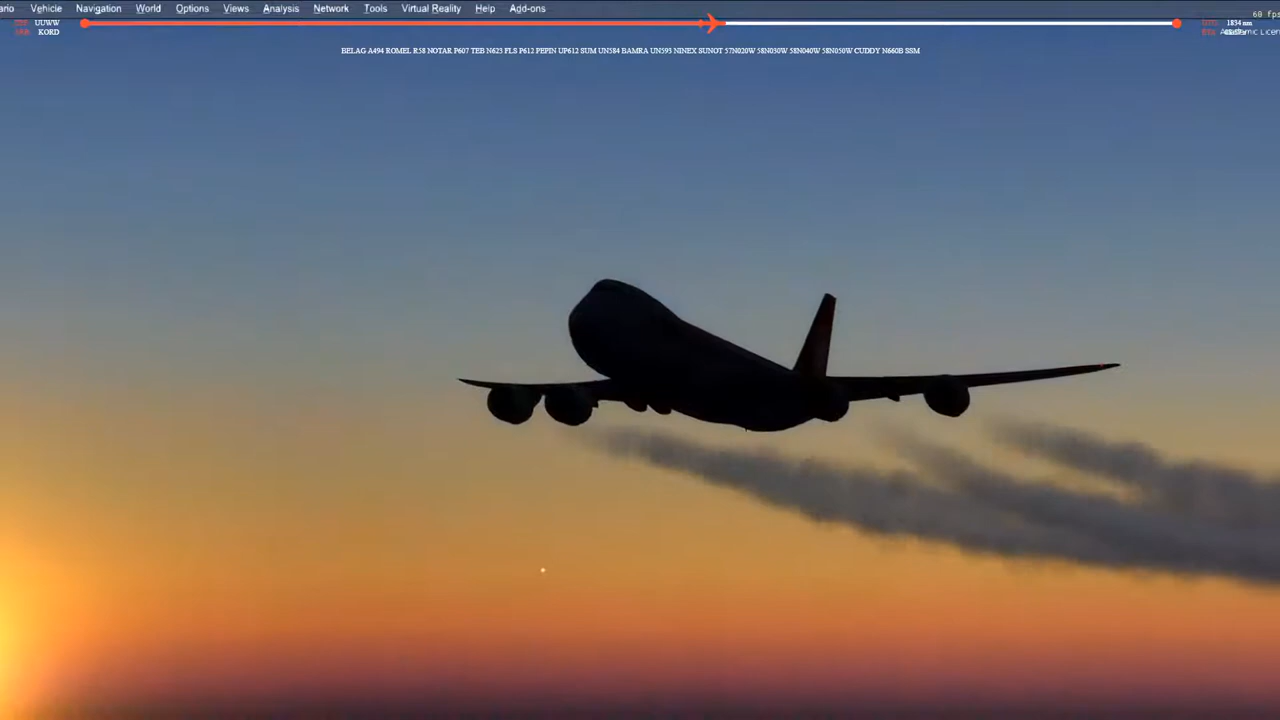 ario Vehicle Navigation World Options Views Analysis Network Tools Virtual Reality Help Add-ons
60 fps
UUWW
1834 nm
KORD
BELAG A494 ROMEL R58 NOTAR P607 TEB N623 FLS P612 PEPIN UP612 SUM UN584 BAMRA UN593 NINEX SUNOT 57N020W 58N030W 58N040W 58N050W CUDDY N660B SSM